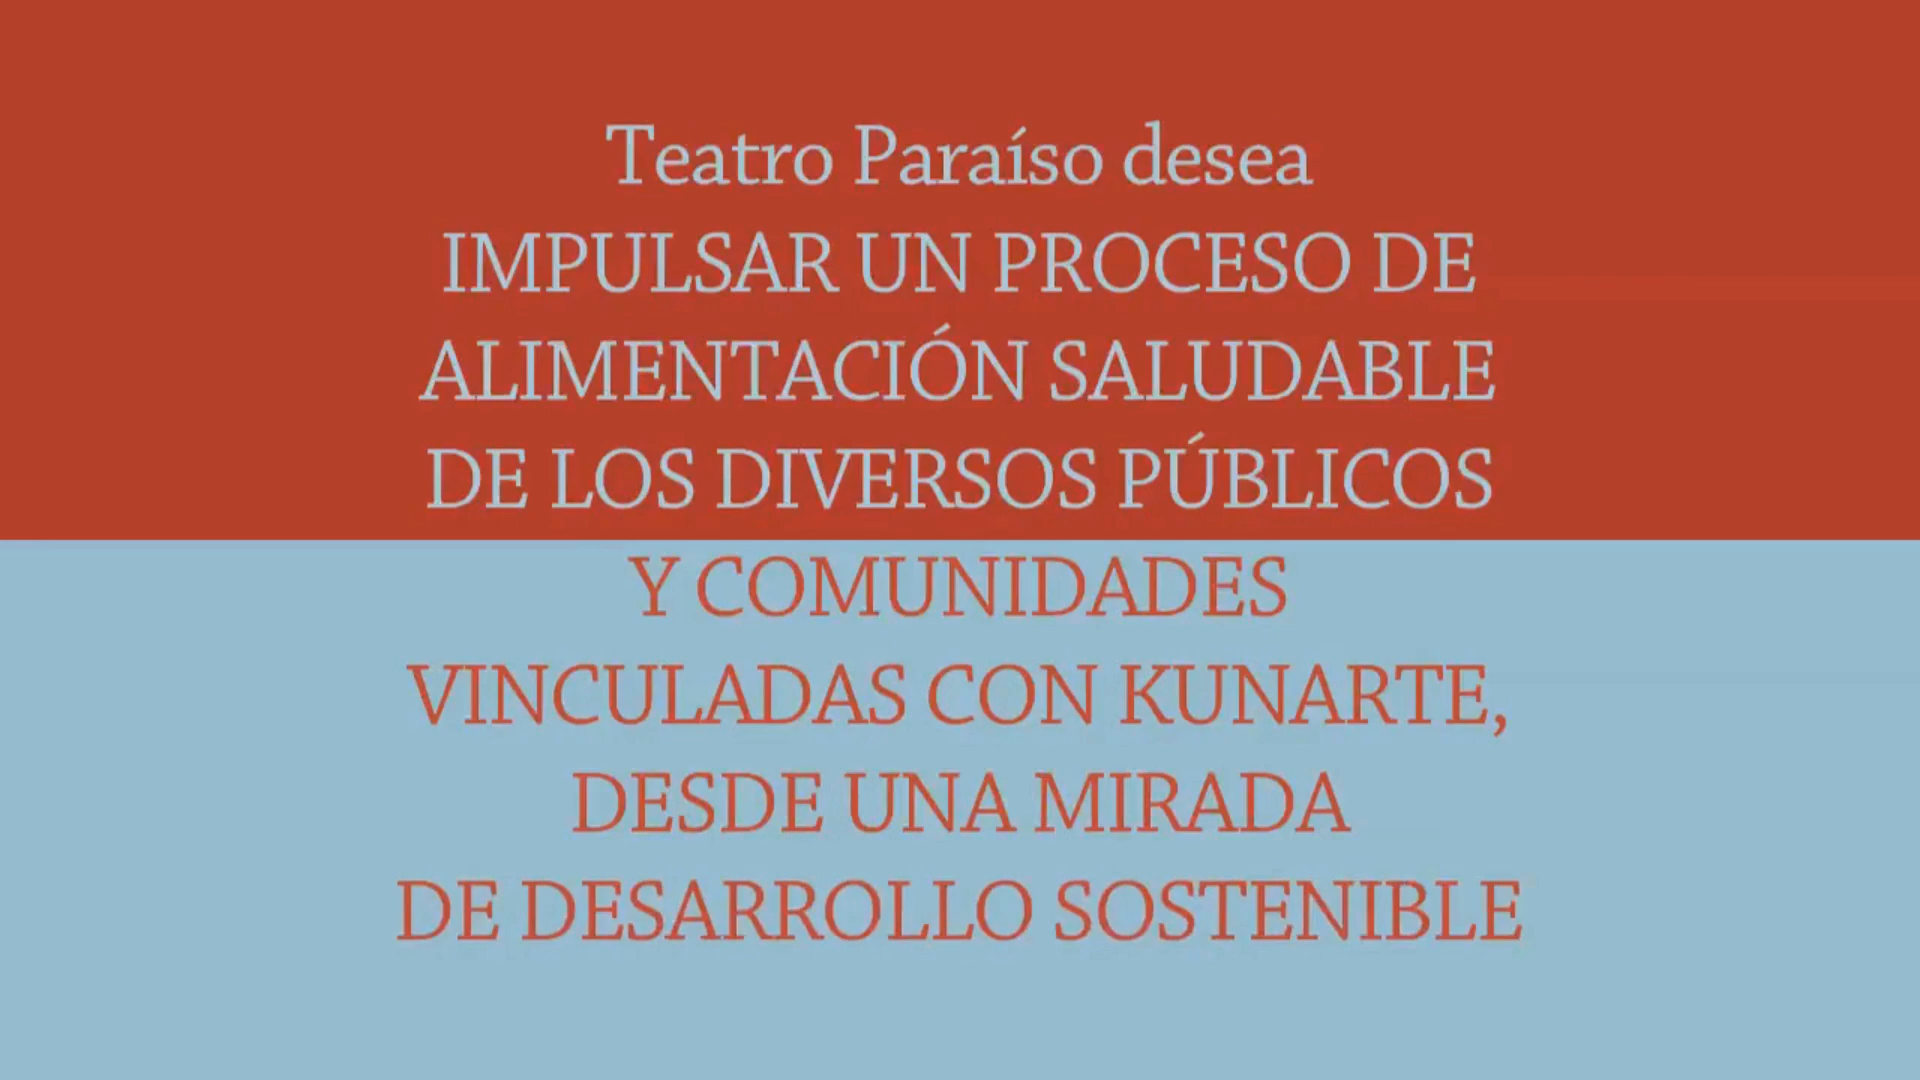 Teatro Paraíso desea
IMPULSAR UN PROCESO DE
ALIMENTACIÓN SALUDABLE
DE LOS DIVERSOS PÚBLICOS
Y COMUNIDADES
VINCULADAS CON KUNARTE,
DESDE UNA MIRADA
DE DESARROLLO SOSTENIBLE